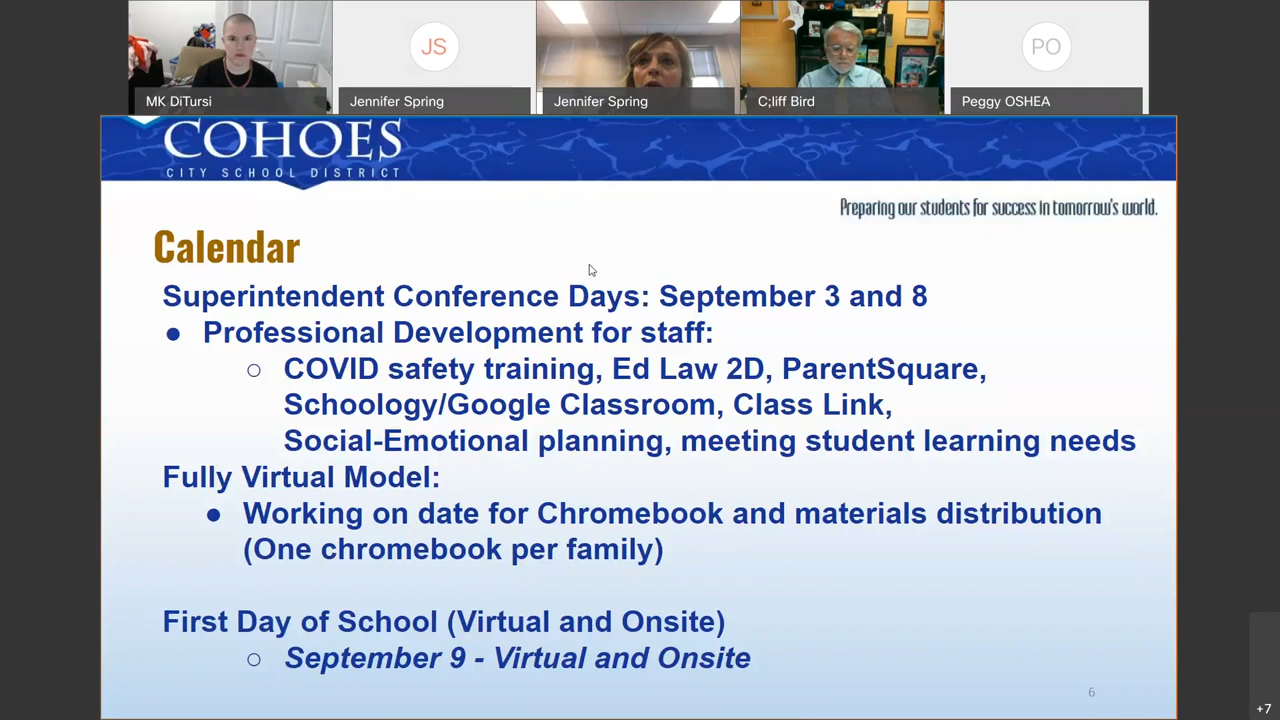 JS
PO
MK DiTursi
Jennifer Spring
Jennifer Spring
C;liff Bird
Peggy OSHEA
COHOES
CITY SCHOOL DISTRICT
Preparing our students for success in tomorrow's world.
Calendar
Superintendent Conference Days: September 3 and 8
● Professional Development for staff:
○ COVID safety training, Ed Law 2D, ParentSquare,
Schoology/Google Classroom, Class Link,
Social-Emotional planning, meeting student learning needs
Fully Virtual Model:
● Working on date for Chromebook and materials distribution
(One chromebook per family)
First Day of School (Virtual and Onsite)
○ September 9 - Virtual and Onsite
6
+7